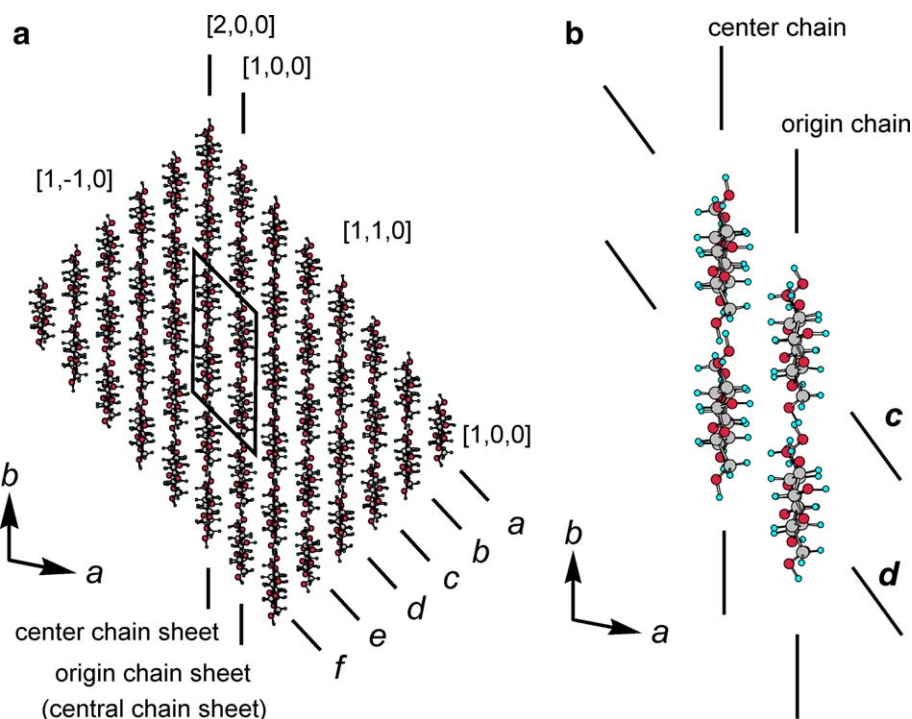 a
[2,0,0]
[1,0,0]
[1,-1,0]
[1,1,0]
[1,0,0]
b
a
a
b
c
d
e
f
center chain sheet
origin chain sheet
(central chain sheet)
b
center chain
origin chain
c
d
b
a